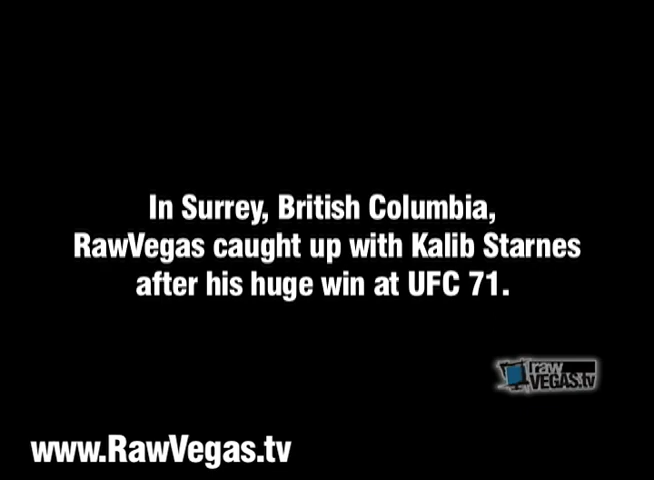 In Surrey, British Columbia,
RawVegas caught up with Kalib Starnes
after his huge win at UFC 71.
raw
VEGAS.tv
www.RawVegas.tv